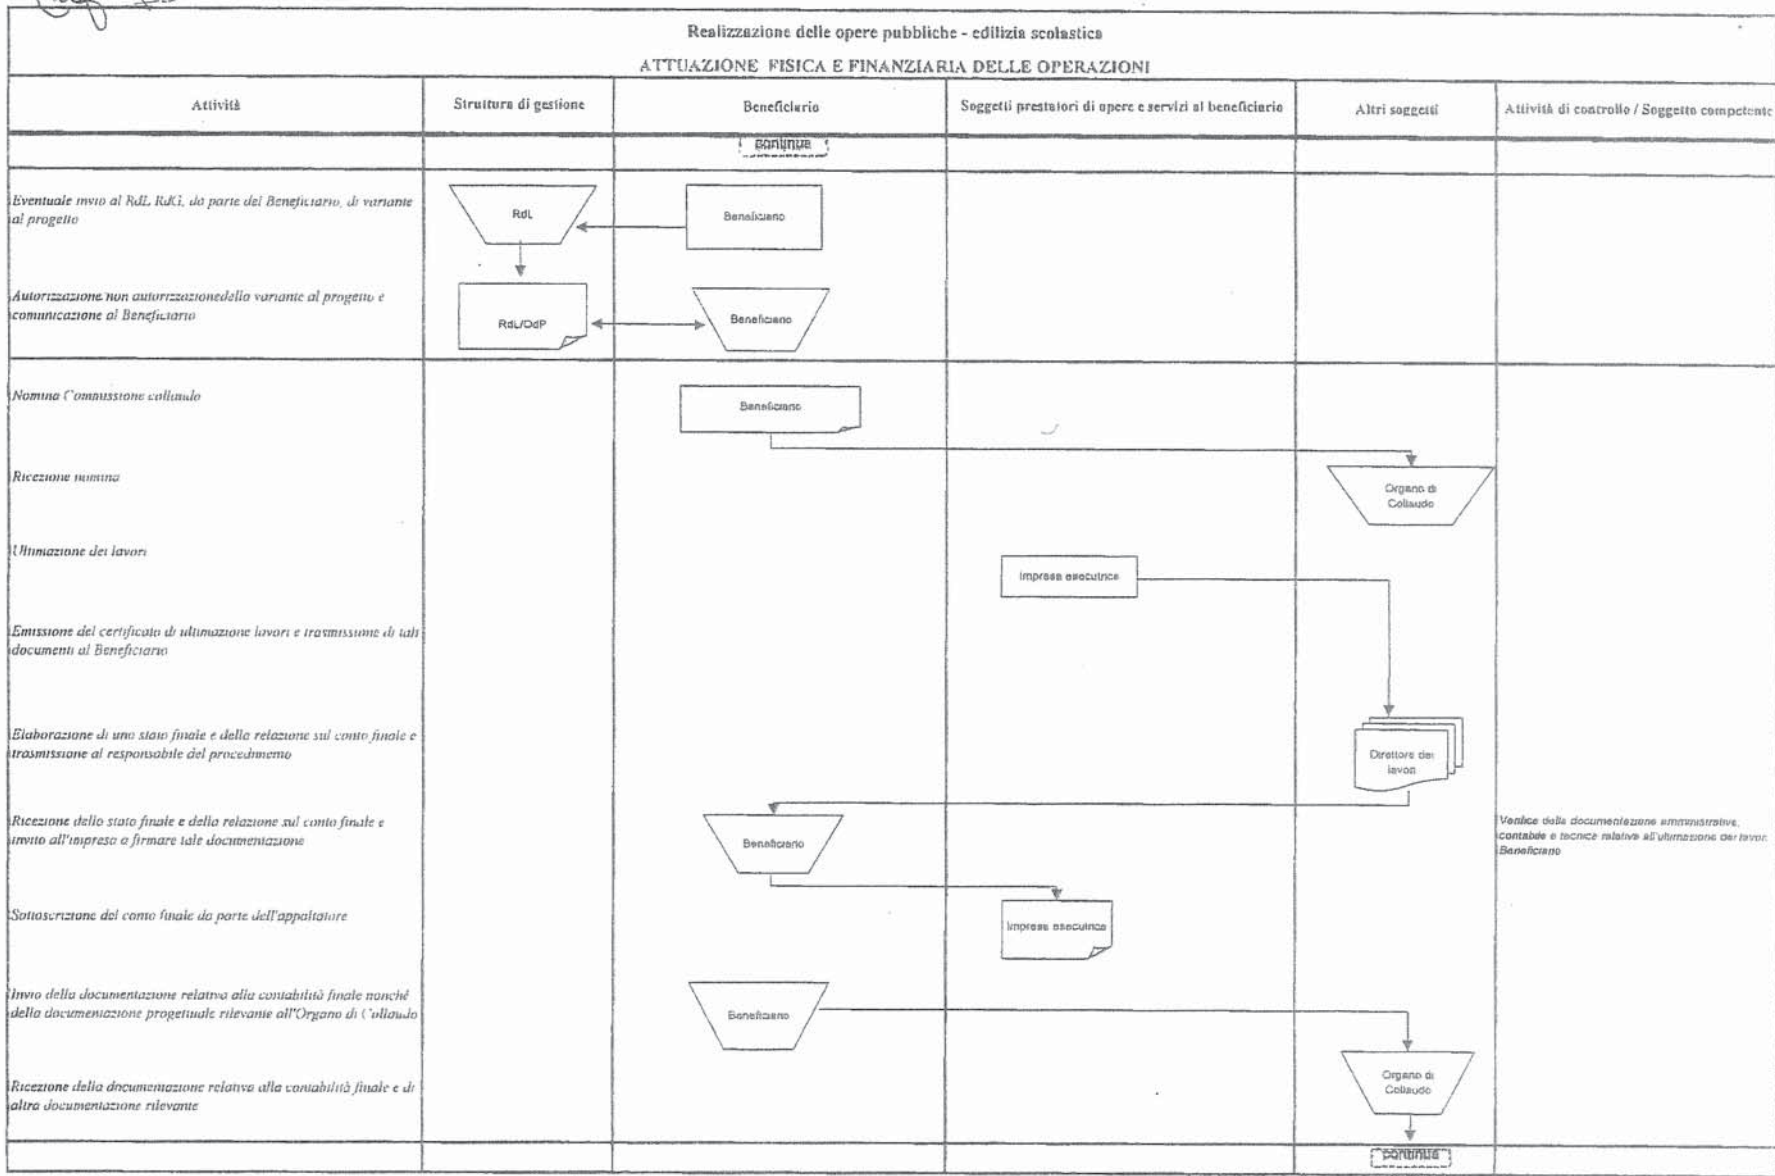 Realizzazione delle opere pubbliche - edilizia scolastica
ATTUAZIONE FISICA E FINANZIARIA DELLE OPERAZIONI
Attività
Struttura di gestione
Beneficiario
Soggetti prestatori di opere e servizi al beneficiario
Altri soggetti
Attività di controllo / Soggetto competente
continua
Eventuale invio al RdL RdGi, da parte del Beneficiario, di variante
al progetto
RdL
Beneficiario
Autorizzazione/non autorizzazione della variante al progetto e
comunicazione al Beneficiario
RdL/OdP
Beneficiario
Nomina Commissione collaudo
Beneficiario
Ricezione nomina
Organo di
Collaudo
Ultimazione dei lavori
Impresa esecutrice
Emissione del certificato di ultimazione lavori e trasmissione di tali
documenti al Beneficiario
Elaborazione di uno stato finale e della relazione sul conto finale e
trasmissione al responsabile del procedimento
Direttore dei
lavori
Ricezione dello stato finale e della relazione sul conto finale e
invito all'impresa a firmare tale documentazione
Beneficiario
Verifica della documentazione amministrativa,
contabile e tecnica relativa all'ultimazione dei lavori.
Beneficiario
Sottoscrizione del conto finale da parte dell'appaltatore
Impresa esecutrice
Invio della documentazione relativa alla contabilità finale nonché
della documentazione progettuale rilevante all'Organo di Collaudo
Beneficiario
Ricezione della documentazione relativa alla contabilità finale e di
altra documentazione rilevante
Organo di
Collaudo
continua